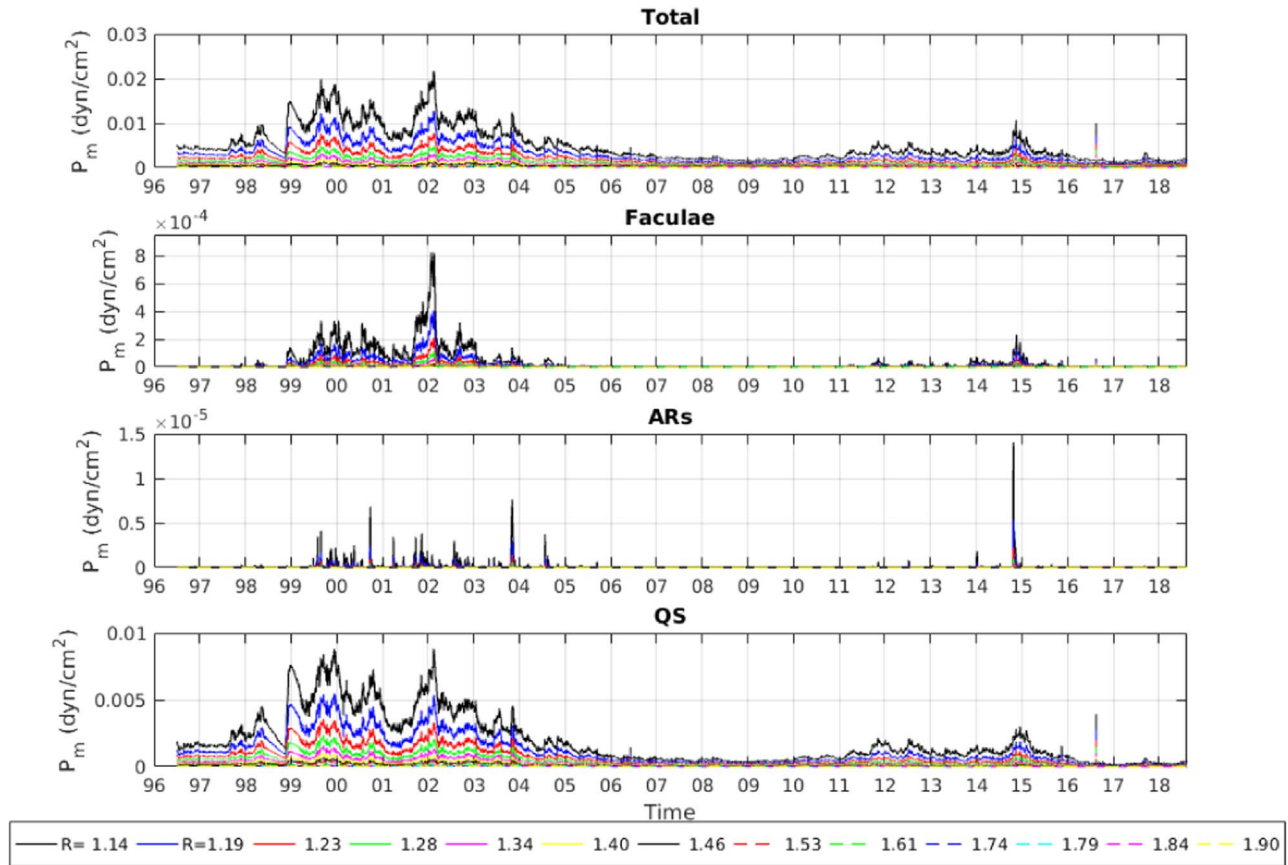 Total
P_m (dyn/cm^2)
0.03
0.02
0.01
0
96 97 98 99 00 01 02 03 04 05 06 07 08 09 10 11 12 13 14 15 16 17 18
Faculae
×10^-4
P_m (dyn/cm^2)
8
6
4
2
0
96 97 98 99 00 01 02 03 04 05 06 07 08 09 10 11 12 13 14 15 16 17 18
ARs
×10^-5
P_m (dyn/cm^2)
1.5
1
0.5
0
96 97 98 99 00 01 02 03 04 05 06 07 08 09 10 11 12 13 14 15 16 17 18
QS
P_m (dyn/cm^2)
0.01
0.005
0
96 97 98 99 00 01 02 03 04 05 06 07 08 09 10 11 12 13 14 15 16 17 18
Time
R= 1.14 R=1.19 1.23 1.28 1.34 1.40 1.46 1.53 1.61 1.74 1.79 1.84 1.90